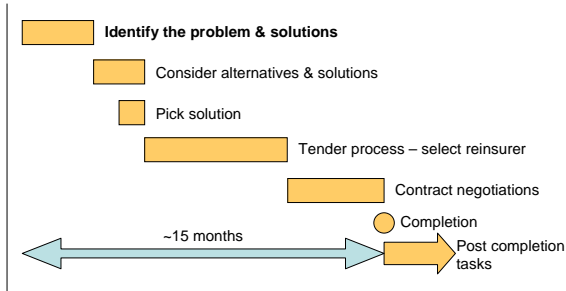 Identify the problem & solutions
Consider alternatives & solutions
Pick solution
Tender process – select reinsurer
Contract negotiations
Completion
~15 months
Post completion
tasks